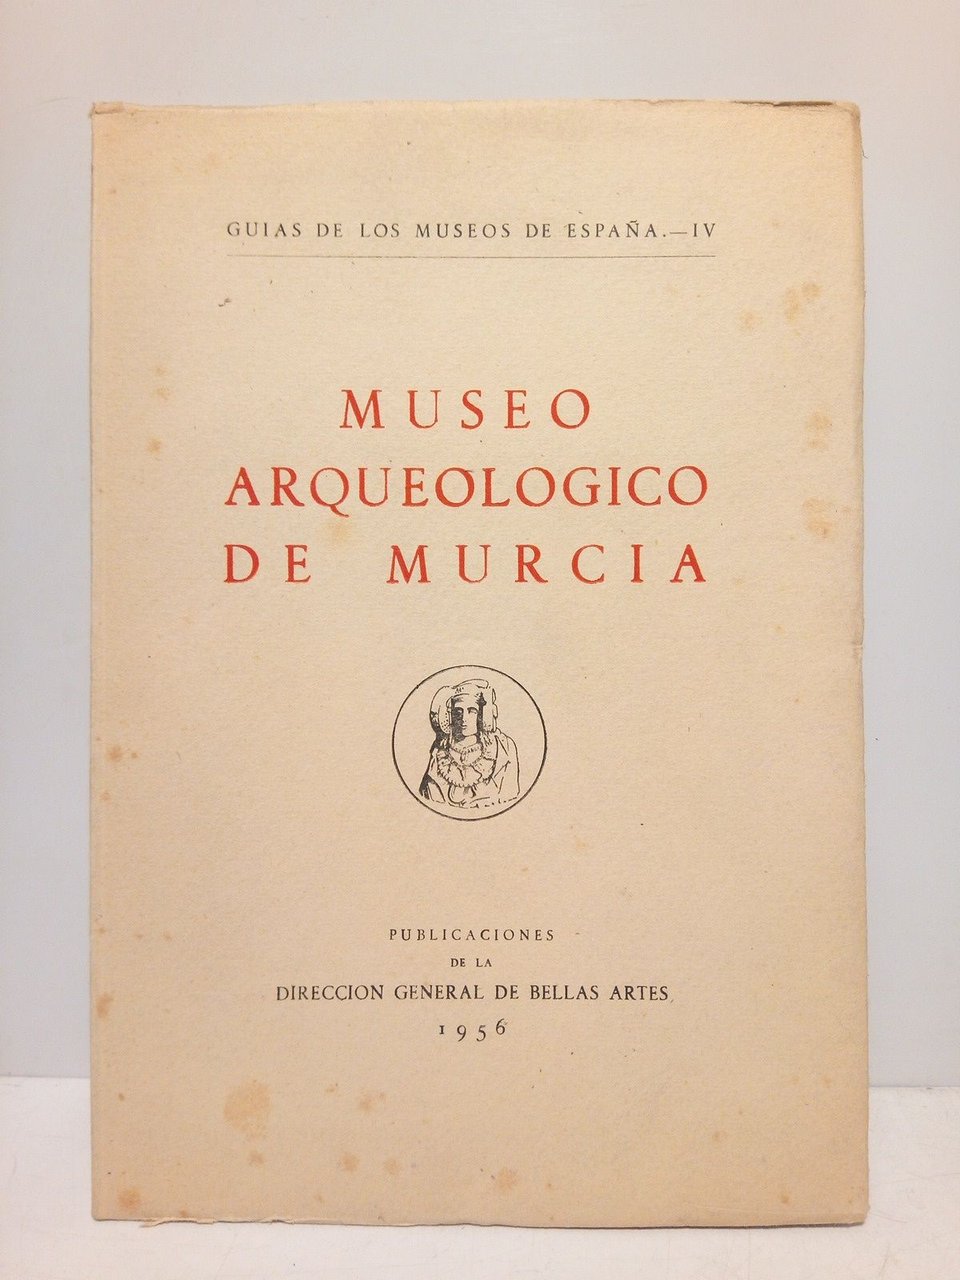 GUIAS DE LOS MUSEOS DE ESPAÑA.—IV
MUSEO
ARQUEOLOGICO
DE MURCIA
PUBLICACIONES
DE LA
DIRECCION GENERAL DE BELLAS ARTES
1956